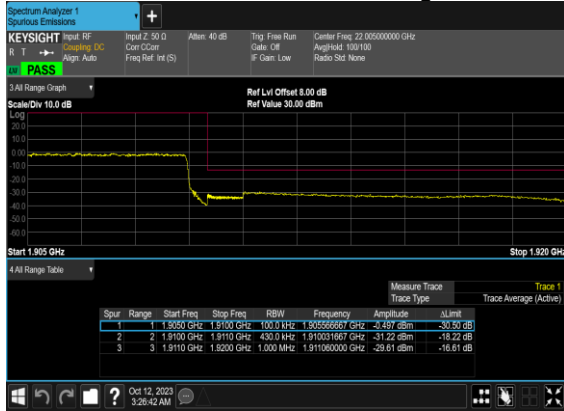 Spectrum Analyzer 1
Spurious Emissions
+
KEYSIGHT Input: RF Input Z: 50 Ω Atten: 40 dB Trig: Free Run Center Freq: 22.005000000 GHz
R T Coupling: DC Corr CCorr Gate: Off Avg|Hold: 100/100
Align: Auto Freq Ref: Int (S) IF Gain: Low Radio Std: None
PASS
3 All Range Graph
Ref Lvl Offset 8.00 dB
Scale/Div 10.0 dB Ref Value 30.00 dBm
Log
20.0
10.0
0.00
-10.0
-20.0
-30.0
-40.0
-50.0
-60.0
Start 1.905 GHz Stop 1.920 GHz
4 All Range Table
Measure Trace Trace 1
Trace Type Trace Average (Active)
Spur Range Start Freq Stop Freq RBW Frequency Amplitude ΔLimit
1 1 1.9050 GHz 1.9100 GHz 100.0 kHz 1.905566667 GHz -0.497 dBm -30.50 dB
2 2 1.9100 GHz 1.9110 GHz 430.0 kHz 1.910031667 GHz -31.22 dBm -18.22 dB
3 3 1.9110 GHz 1.9200 GHz 1.000 MHz 1.911060000 GHz -29.61 dBm -16.61 dB
? Oct 12, 2023
3:26:42 AM